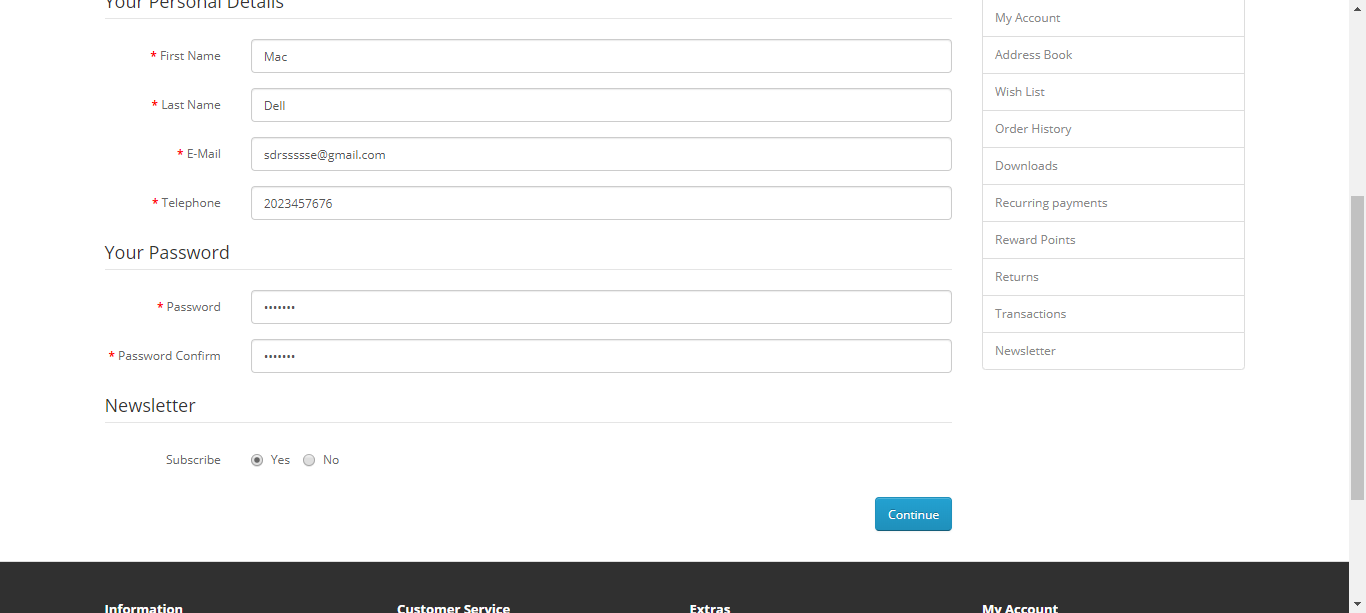 Your Personal Details
* First Name
Mac
* Last Name
Dell
* E-Mail
sdrssssse@gmail.com
* Telephone
2023457676
Your Password
* Password
•••••••
* Password Confirm
•••••••
Newsletter
Subscribe
Yes
No
Continue
My Account
Address Book
Wish List
Order History
Downloads
Recurring payments
Reward Points
Returns
Transactions
Newsletter
Information
Customer Service
Extras
My Account